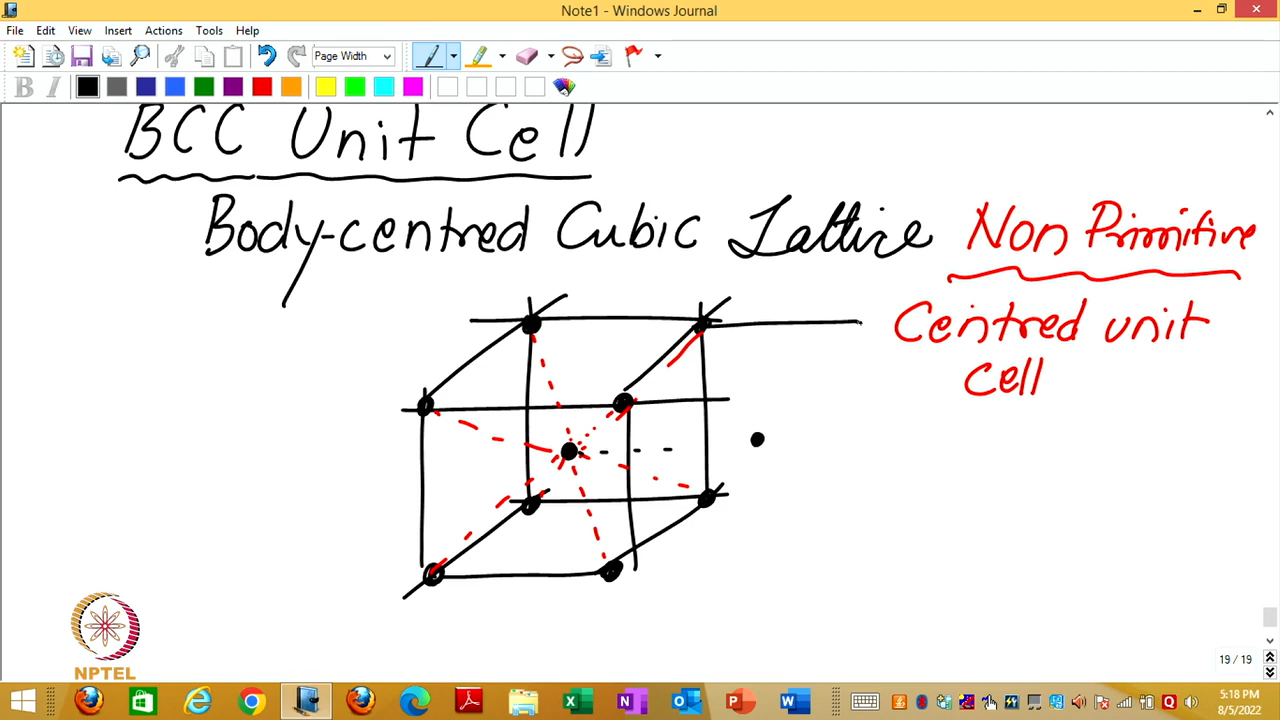 Note1 - Windows Journal
File Edit View Insert Actions Tools Help
Page Width
B I
BCC Unit Cell
Body-centred Cubic Lattice Non Primitive
Centred unit
cell
NPTEL
19 / 19
5:18 PM
8/5/2022